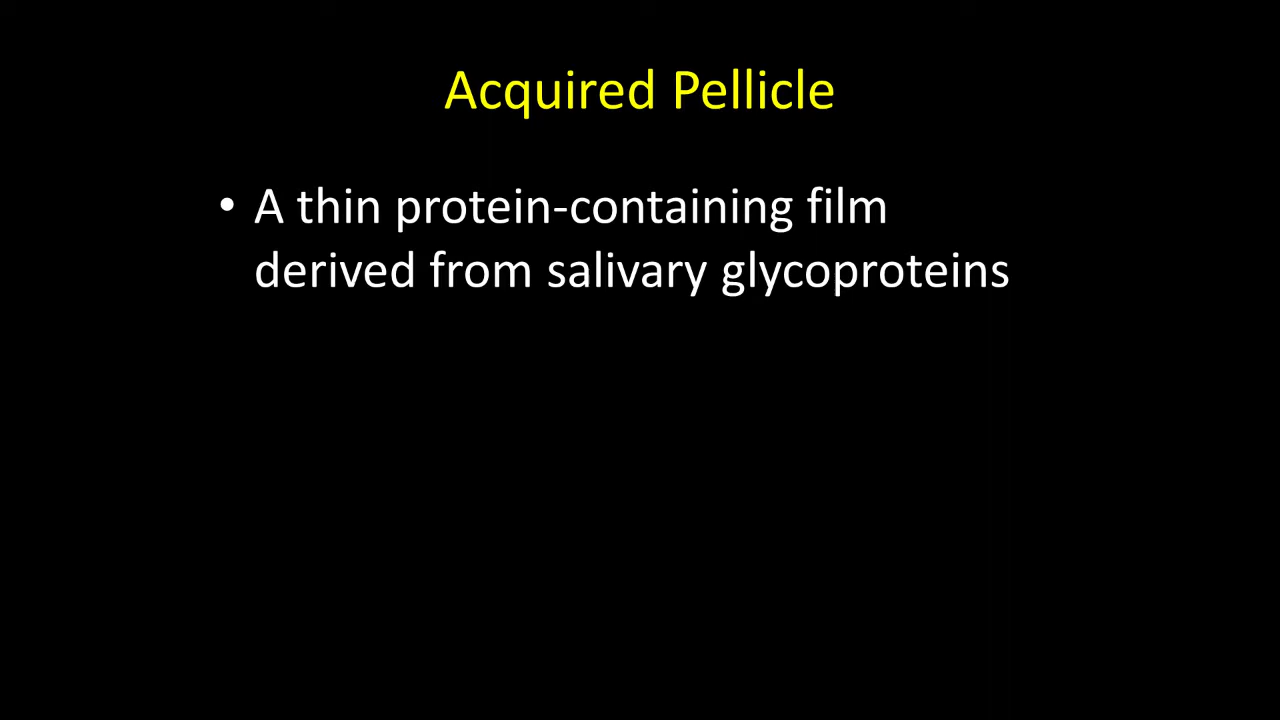 Acquired Pellicle
• A thin protein-containing film
derived from salivary glycoproteins